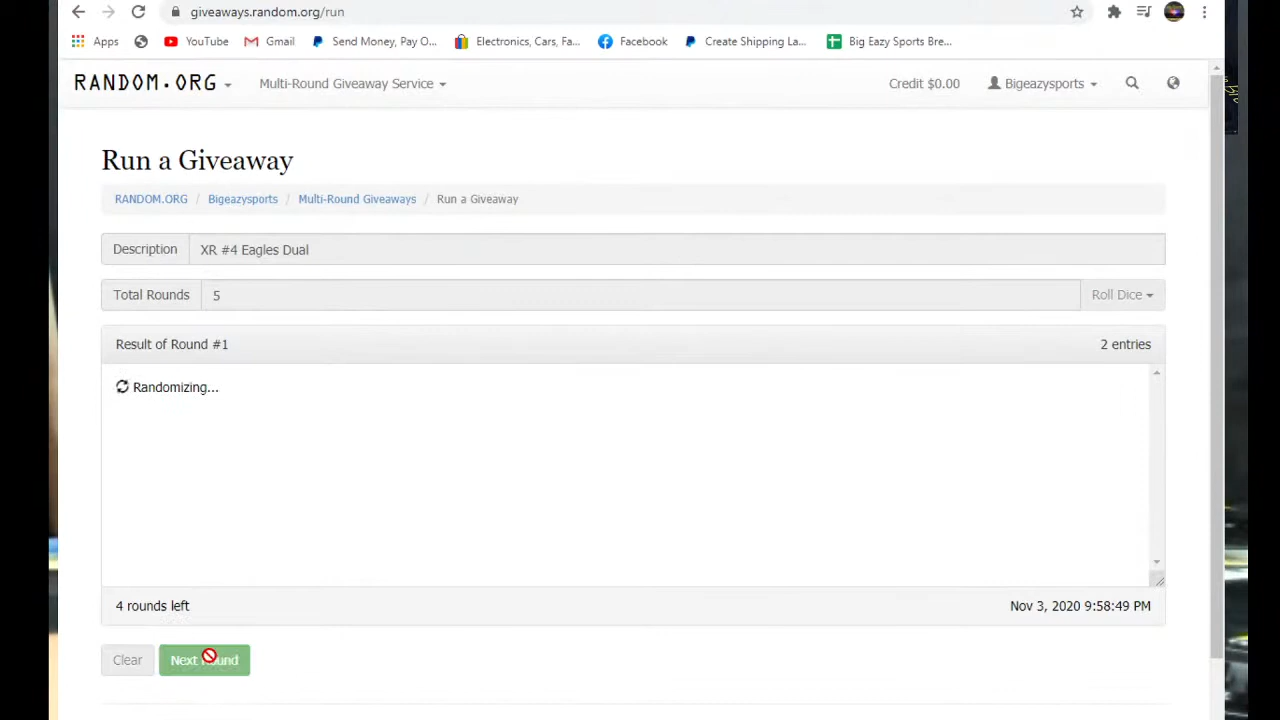 giveaways.random.org/run
Apps YouTube Gmail Send Money, Pay O... Electronics, Cars, Fa... Facebook Create Shipping La... Big Eazy Sports Bre...
RANDOM.ORG Multi-Round Giveaway Service Credit $0.00 Bigeazysports
Run a Giveaway
RANDOM.ORG / Bigeazysports / Multi-Round Giveaways / Run a Giveaway
Description XR #4 Eagles Dual
Total Rounds 5 Roll Dice
Result of Round #1 2 entries
Randomizing...
4 rounds left Nov 3, 2020 9:58:49 PM
Clear Next Round